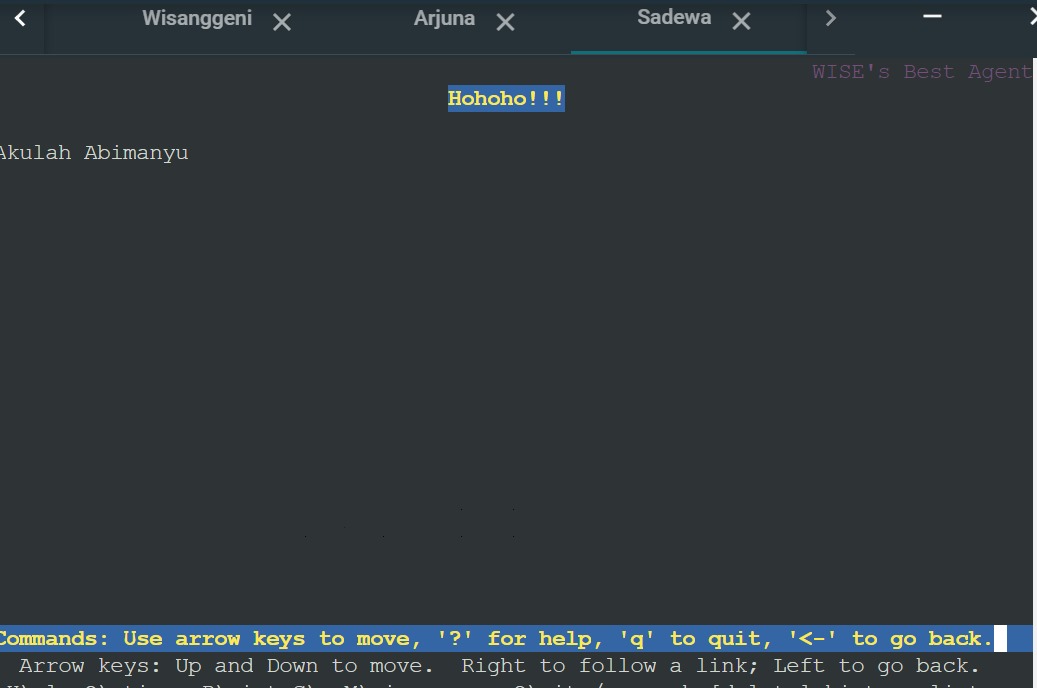 Wisanggeni Arjuna Sadewa
WISE's Best Agent
Hohoho!!!
Akulah Abimanyu
Commands: Use arrow keys to move, '?' for help, 'q' to quit, '<-' to go back.
Arrow keys: Up and Down to move. Right to follow a link; Left to go back.